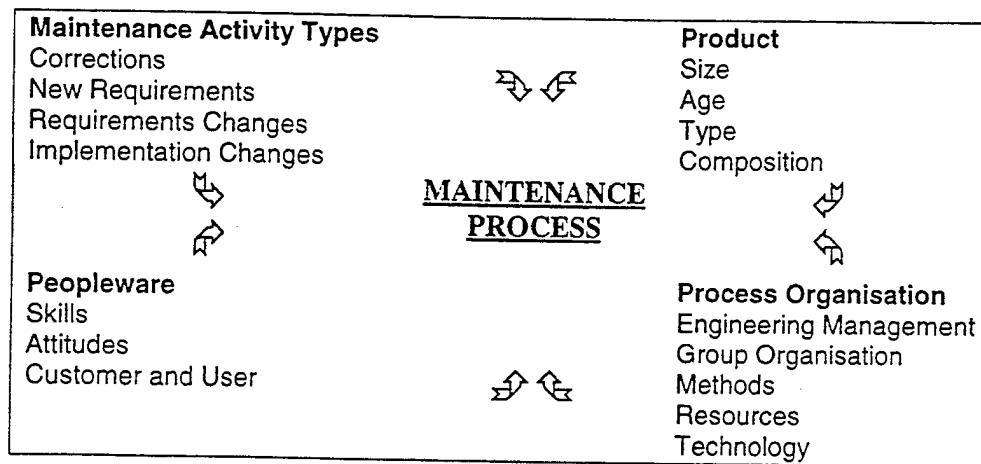 Maintenance Activity Types
Corrections
New Requirements
Requirements Changes
Implementation Changes
Product
Size
Age
Type
Composition
MAINTENANCE
PROCESS
Peopleware
Skills
Attitudes
Customer and User
Process Organisation
Engineering Management
Group Organisation
Methods
Resources
Technology